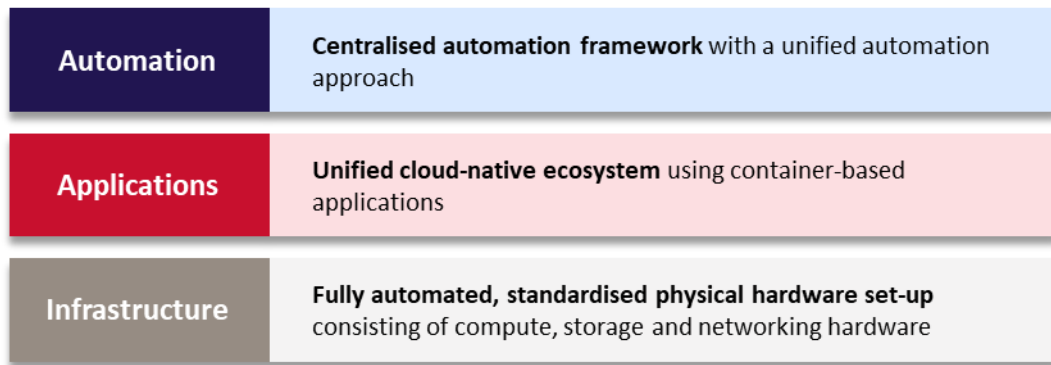 Automation
Centralised automation framework with a unified automation
approach
Applications
Unified cloud-native ecosystem using container-based
applications
Infrastructure
Fully automated, standardised physical hardware set-up
consisting of compute, storage and networking hardware